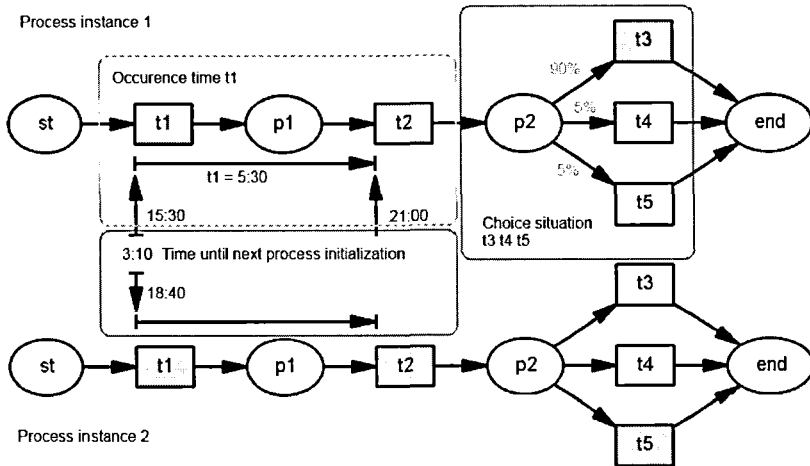 Process instance 1
Occurence time t1
st
t1
p1
t2
p2
90%
5%
5%
t3
t4
t5
end
t1 = 5:30
15:30
21:00
Choice situation
t3 t4 t5
3:10 Time until next process initialization
18:40
st
t1
p1
t2
p2
t3
t4
t5
end
Process instance 2